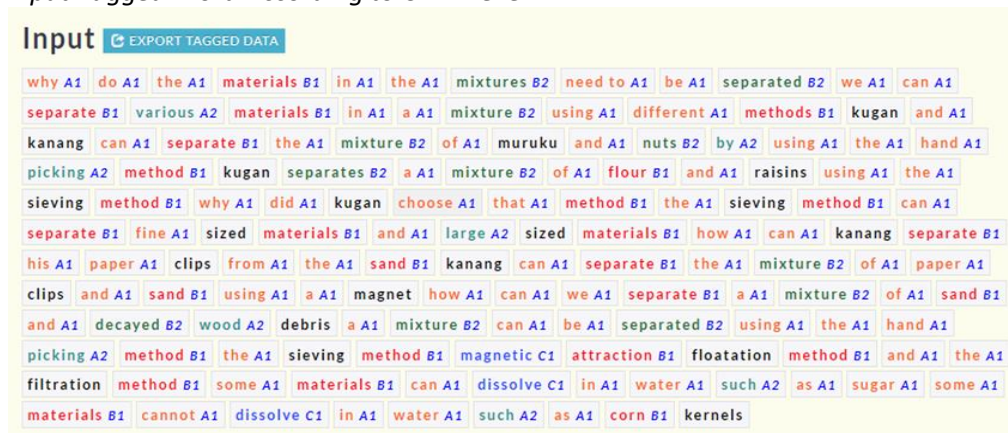 Input EXPORT TAGGED DATA
why A1 do A1 the A1 materials B1 in A1 the A1 mixtures B2 need to A1 be A1 separated B2 we A1 can A1
separate B1 various A2 materials B1 in A1 a A1 mixture B2 using A1 different A1 methods B1 kugan and A1
kanang can A1 separate B1 the A1 mixture B2 of A1 muruku and A1 nuts B2 by A2 using A1 the A1 hand A1
picking A2 method B1 kugan separates B2 a A1 mixture B2 of A1 flour B1 and A1 raisins using A1 the A1
sieving method B1 why A1 did A1 kugan choose A1 that A1 method B1 the A1 sieving method B1 can A1
separate B1 fine A1 sized materials B1 and A1 large A2 sized materials B1 how A1 can A1 kanang separate B1
his A1 paper A1 clips from A1 the A1 sand B1 kanang can A1 separate B1 the A1 mixture B2 of A1 paper A1
clips and A1 sand B1 using A1 a A1 magnet how A1 can A1 we A1 separate B1 a A1 mixture B2 of A1 sand B1
and A1 decayed B2 wood A2 debris a A1 mixture B2 can A1 be A1 separated B2 using A1 the A1 hand A1
picking A2 method B1 the A1 sieving method B1 magnetic C1 attraction B1 floatation method B1 and A1 the A1
filtration method B1 some A1 materials B1 can A1 dissolve C1 in A1 water A1 such A2 as A1 sugar A1 some A1
materials B1 cannot A1 dissolve C1 in A1 water A1 such A2 as A1 corn B1 kernels